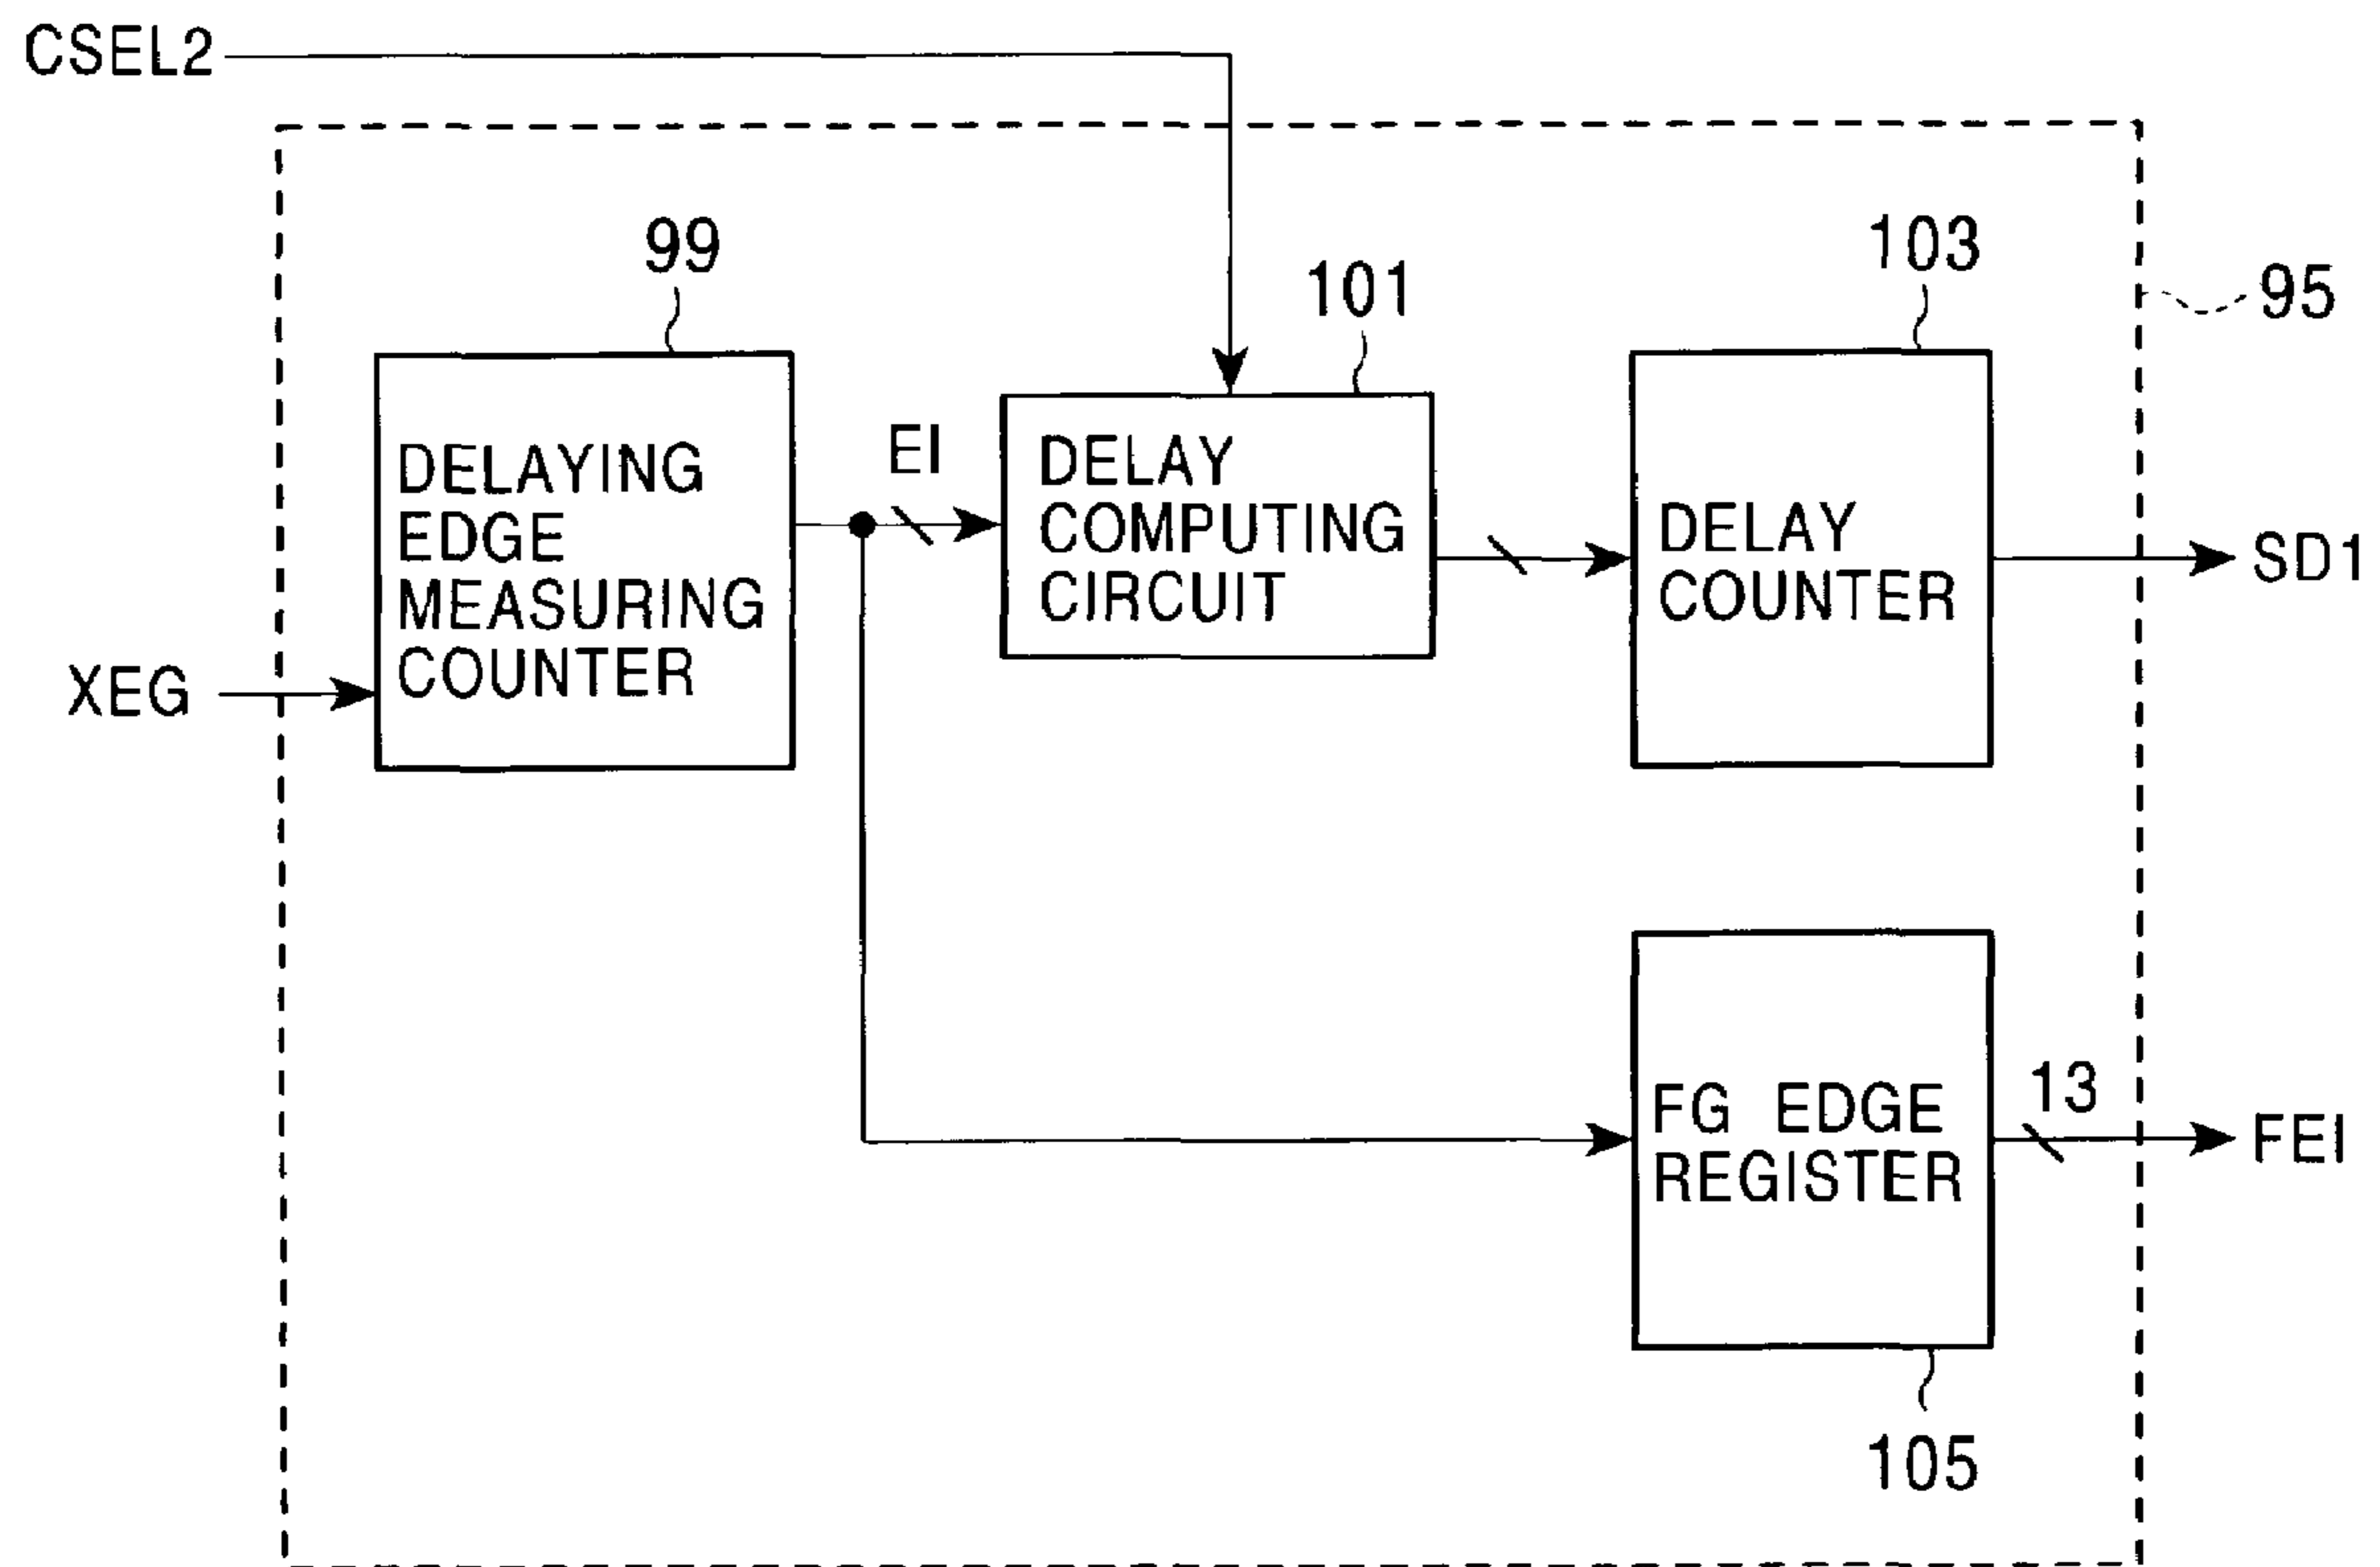 CSEL2
99
101
103
95
DELAYING
EDGE
MEASURING
COUNTER
EI
DELAY
COMPUTING
CIRCUIT
DELAY
COUNTER
SD1
XEG
FG EDGE
REGISTER
13
FEI
105